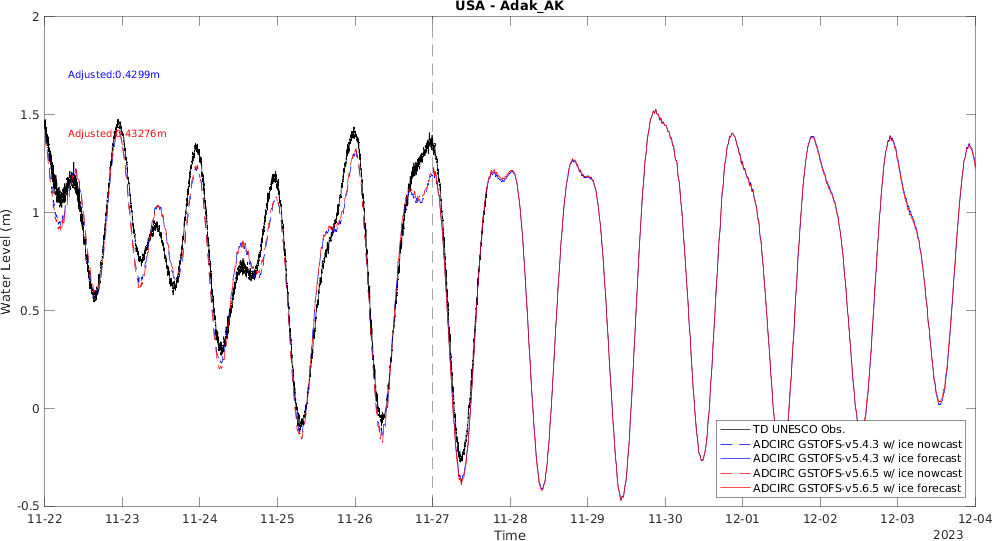 USA - Adak_AK
2
1.5
1
0.5
0
-0.5
Water Level (m)
Adjusted:0.4299m
Adjusted:0.43276m
TD UNESCO Obs.
ADCIRC GSTOFS-v5.4.3 w/ ice nowcast
ADCIRC GSTOFS-v5.4.3 w/ ice forecast
ADCIRC GSTOFS-v5.6.5 w/ ice nowcast
ADCIRC GSTOFS-v5.6.5 w/ ice forecast
11-22 11-23 11-24 11-25 11-26 11-27 11-28 11-29 11-30 12-01 12-02 12-03 12-04
Time
2023